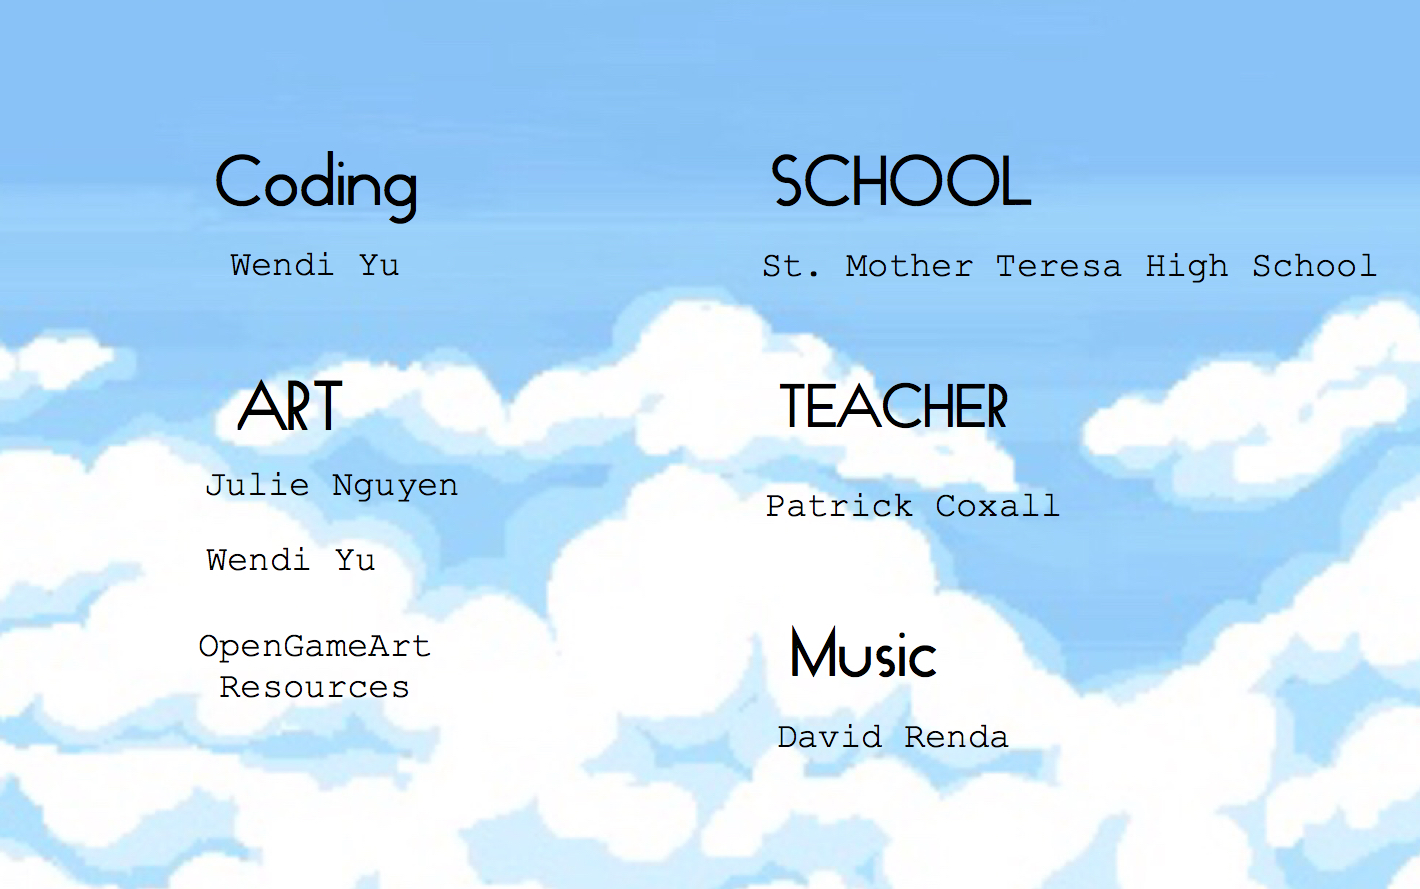 Coding
Wendi Yu
ART
Julie Nguyen
Wendi Yu
OpenGameArt
Resources
SCHOOL
St. Mother Teresa High School
TEACHER
Patrick Coxall
Music
David Renda